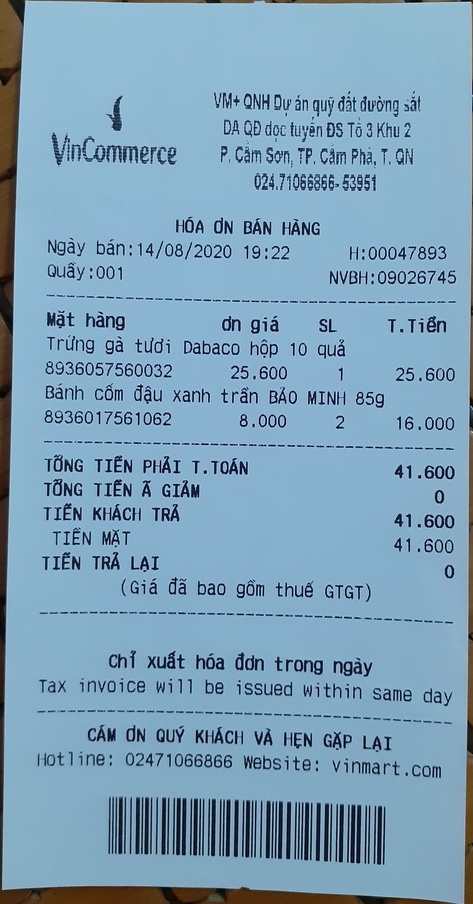 VinCommerce
VM+ QNH Dự án quỹ đất đường sắt
DA QĐ dọc tuyến ĐS Tổ 3 Khu 2
P. Cẩm Sơn, TP. Cẩm Phả, T. QN
024.71066866-53951
HÓA ƠN BÁN HÀNG
Ngày bán:14/08/2020 19:22 H:00047893
Quầy:001 NVBH:09026745
Mặt hàng ơn giá SL T.Tiền
Trứng gà tươi Dabaco hộp 10 quả
8936057560032 25.600 1 25.600
Bánh cốm đậu xanh trần BẢO MINH 85g
8936017561062 8.000 2 16.000
TỔNG TIỀN PHẢI T.TOÁN 41.600
TỔNG TIỀN Ã GIẢM 0
TIỀN KHÁCH TRẢ 41.600
TIỀN MẶT 41.600
TIỀN TRẢ LẠI 0
(Giá đã bao gồm thuế GTGT)
Chỉ xuất hóa đơn trong ngày
Tax invoice will be issued within same day
CÁM ƠN QUÝ KHÁCH VÀ HẸN GẶP LẠI
Hotline: 02471066866 Website: vinmart.com